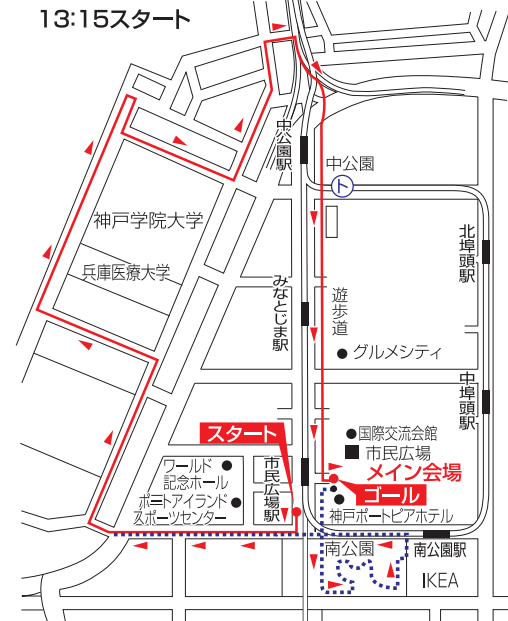 13:15スタート
中公園駅
中公園
ト
神戸学院大学
兵庫医療大学
北埠頭駅
みなとじま駅
遊歩道
グルメシティ
中埠頭駅
スタート
国際交流会館
市民広場
メイン会場
ワールド
記念ホール
市民広場駅
ゴール
ポートアイランド
スポーツセンター
神戸ポートピアホテル
南公園
南公園駅
IKEA